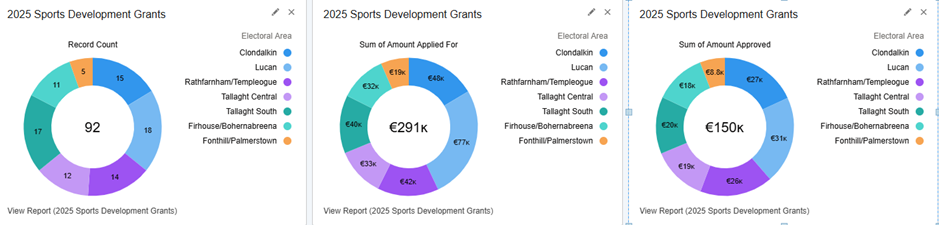 2025 Sports Development Grants
Record Count
Electoral Area
Clondalkin
Lucan
Rathfarnham/Templeogue
Tallaght Central
Tallaght South
Firhouse/Bohernabreena
Fonthill/Palmerstown
5
15
11
18
17
92
12
14
View Report (2025 Sports Development Grants)
2025 Sports Development Grants
Sum of Amount Applied For
Electoral Area
Clondalkin
Lucan
Rathfarnham/Templeogue
Tallaght Central
Tallaght South
Firhouse/Bohernabreena
Fonthill/Palmerstown
€19K
€48K
€32K
€40K
€291K
€77K
€33K
€42K
View Report (2025 Sports Development Grants)
2025 Sports Development Grants
Sum of Amount Approved
Electoral Area
Clondalkin
Lucan
Rathfarnham/Templeogue
Tallaght Central
Tallaght South
Firhouse/Bohernabreena
Fonthill/Palmerstown
€8.8K
€27K
€18K
€20K
€150K
€31K
€19K
€26K
View Report (2025 Sports Development Grants)